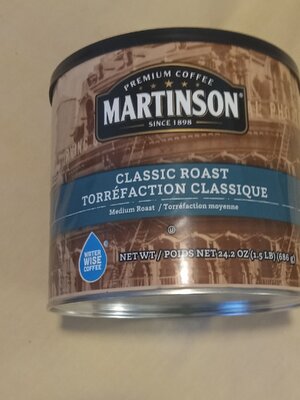 PREMIUM COFFEE
MARTINSON®
SINCE 1898
CLASSIC ROAST
TORRÉFACTION CLASSIQUE
Medium Roast / Torréfaction moyenne
WATER
WISE
COFFEE
NET WT / POIDS NET 24.2 OZ (1.5 LB) (686 g)